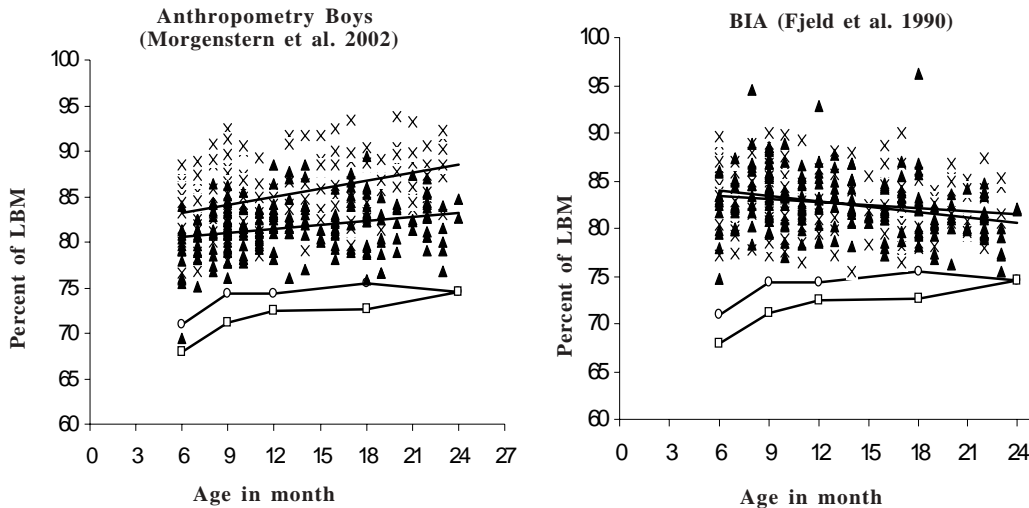 Anthropometry Boys
(Morgenstern et al. 2002)
100
95
90
85
80
75
70
65
60
Percent of LBM
0 3 6 9 12 15 18 21 24 27
Age in month
BIA (Fjeld et al. 1990)
100
95
90
85
80
75
70
65
60
Percent of LBM
0 3 6 9 12 15 18 21 24
Age in month